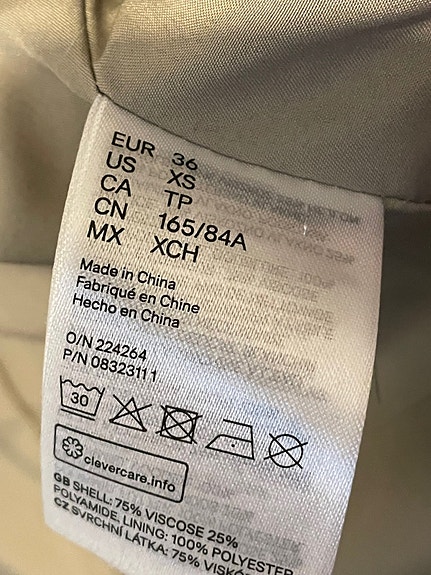 EUR 36
US XS
CA TP
CN 165/84A
MX XCH
Made in China
Fabriqué en Chine
Hecho en China
O/N 224264
P/N 08323111
30
clevercare.info
GB SHELL: 75% VISCOSE 25%
POLYAMIDE, LINING: 100% POLYESTER
CZ SVRCHNÍ LÁTKA: 75%